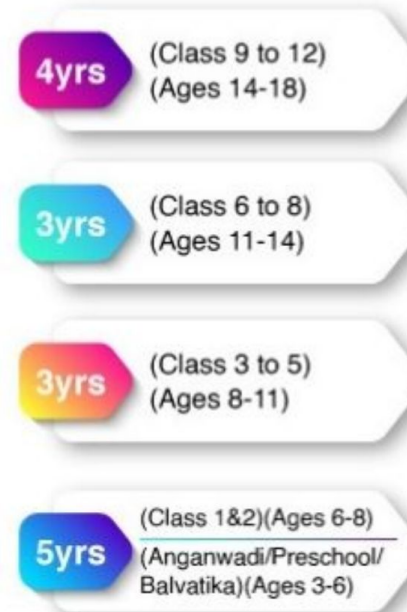 4yrs
(Class 9 to 12)
(Ages 14-18)
3yrs
(Class 6 to 8)
(Ages 11-14)
3yrs
(Class 3 to 5)
(Ages 8-11)
5yrs
(Class 1&2)(Ages 6-8)
(Anganwadi/Preschool/
Balvatika)(Ages 3-6)